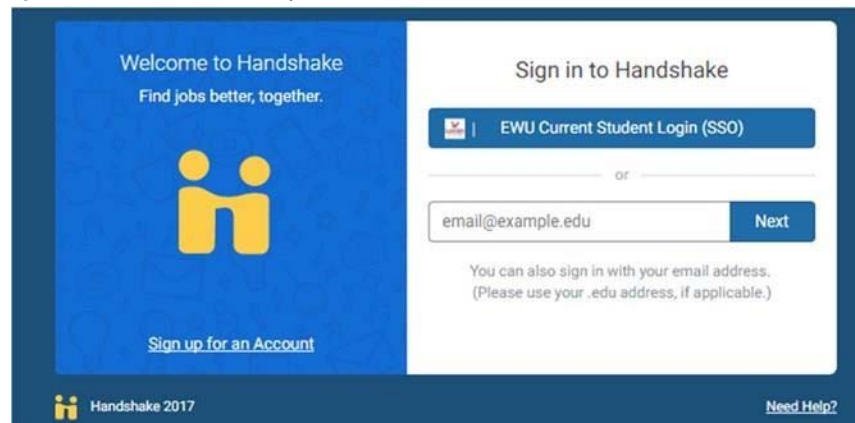 Welcome to Handshake
Find jobs better, together.
Sign up for an Account
Sign in to Handshake
| EWU Current Student Login (SSO)
or
email@example.edu
Next
You can also sign in with your email address.
(Please use your .edu address, if applicable.)
Handshake 2017
Need Help?